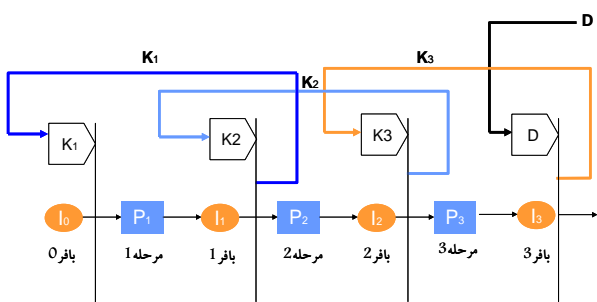 D
K₁
K₂
K₃
K₁
K2
K3
D
I₀
P₁
I₁
P₂
I₂
P₃
I₃
بافر0
مرحله1
بافر1
مرحله2
بافر2
مرحله3
بافر3